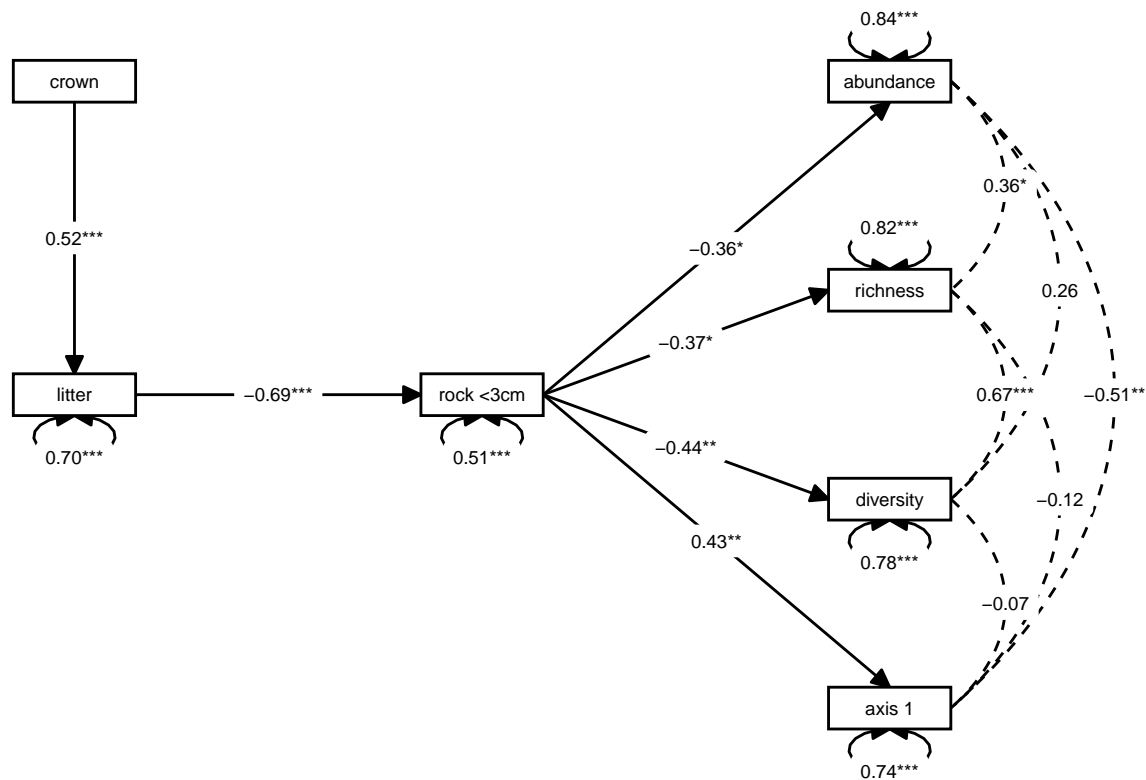 0.84***
crown
abundance
0.36*
0.52***
−0.36*
0.82***
richness
0.26
−0.37*
litter
−0.69***
rock <3cm
0.67***
−0.51**
0.70***
0.51***
−0.44**
diversity
−0.12
0.43**
0.78***
−0.07
axis 1
0.74***